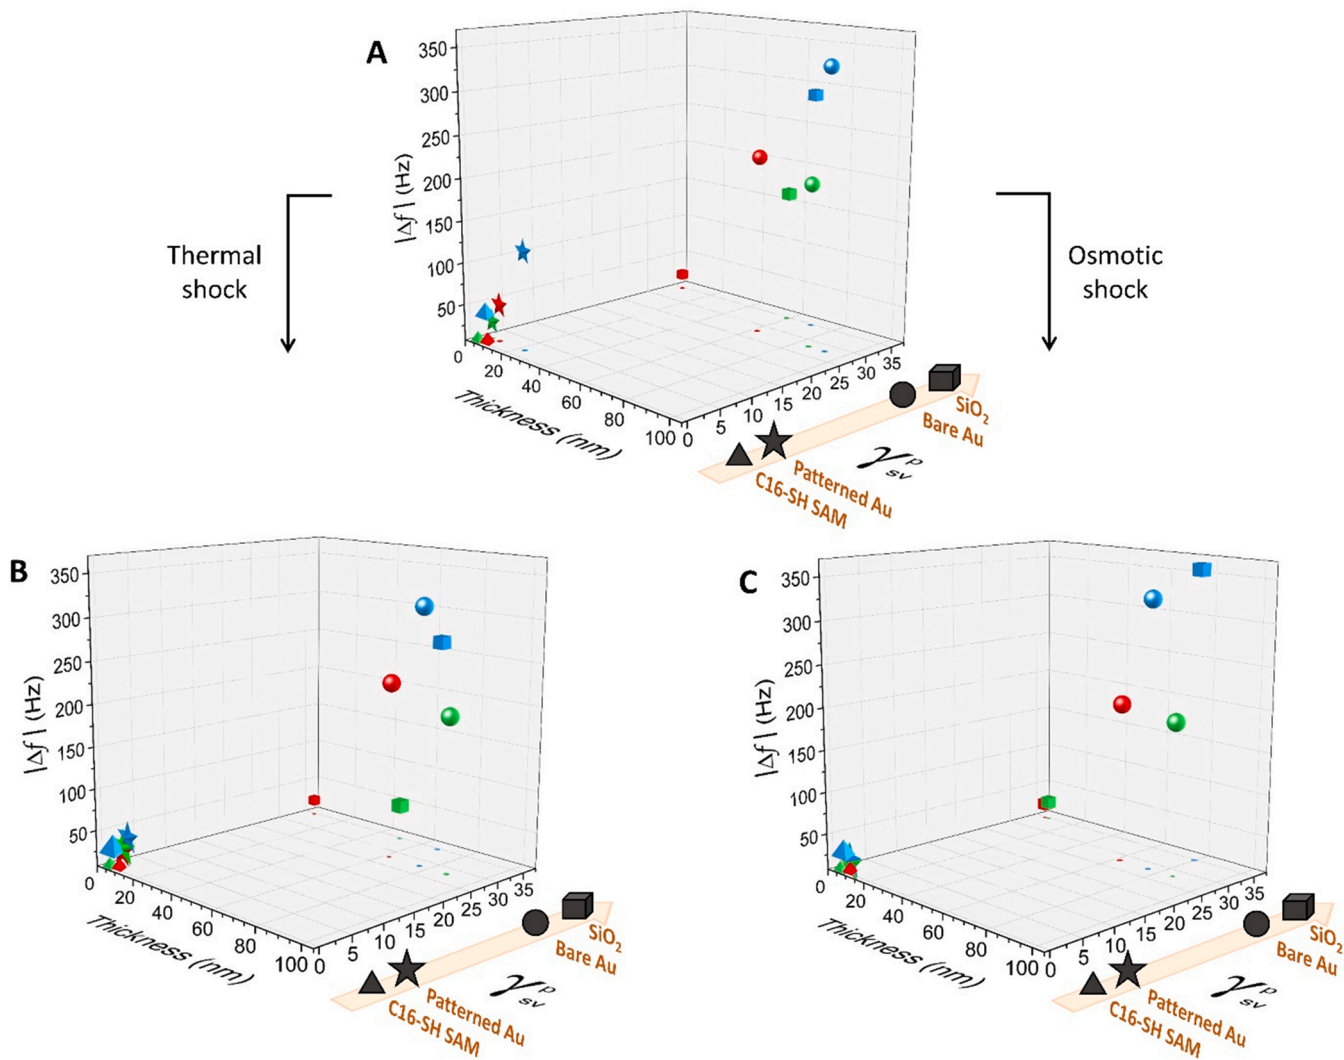 A
|Δf| (Hz)
350
300
250
200
150
100
50
0
20
40
60
80
100
Thickness (nm)
0
5
10
15
20
25
30
35
SiO2
Bare Au
γ p sv
Patterned Au
C16-SH SAM
Thermal
shock
Osmotic
shock
B
|Δf| (Hz)
350
300
250
200
150
100
50
0
20
40
60
80
100
Thickness (nm)
0
5
10
15
20
25
30
35
SiO2
Bare Au
γ p sv
Patterned Au
C16-SH SAM
C
|Δf| (Hz)
350
300
250
200
150
100
50
0
20
40
60
80
100
Thickness (nm)
0
5
10
15
20
25
30
35
SiO2
Bare Au
γ p sv
Patterned Au
C16-SH SAM